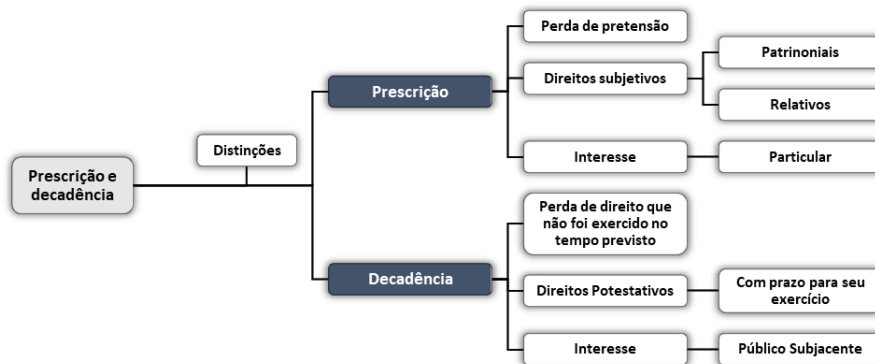 Prescrição e
decadência
Distinções
Prescrição
Perda de pretensão
Direitos subjetivos
Patrinoniais
Relativos
Interesse
Particular
Decadência
Perda de direito que
não foi exercido no
tempo previsto
Direitos Potestativos
Com prazo para seu
exercício
Interesse
Público Subjacente